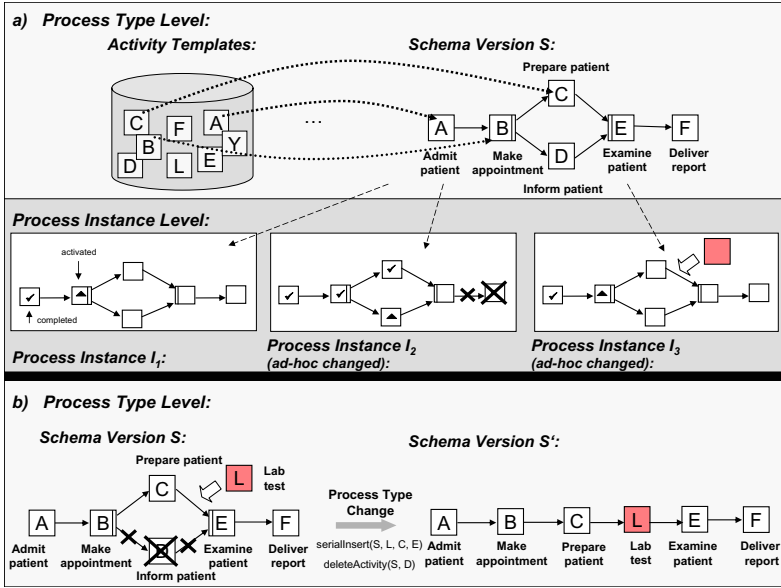 a) Process Type Level:
Activity Templates:
Schema Version S:
Prepare patient
C
F
A
...
B
Y
D
L
E
C
A
B
E
F
D
Admit
patient
Make
appointment
Examine
patient
Deliver
report
Inform patient
Process Instance Level:
activated
completed
Process Instance I1:
Process Instance I2
(ad-hoc changed):
Process Instance I3
(ad-hoc changed):
b) Process Type Level:
Schema Version S:
Schema Version S‘:
Prepare patient
L
Lab
test
C
A
B
E
F
Admit
patient
Make
appointment
Examine
patient
Deliver
report
Inform patient
Process Type
Change
serialInsert(S, L, C, E)
deleteActivity(S, D)
A
B
C
L
E
F
Admit
patient
Make
appointment
Prepare
patient
Lab
test
Examine
patient
Deliver
report